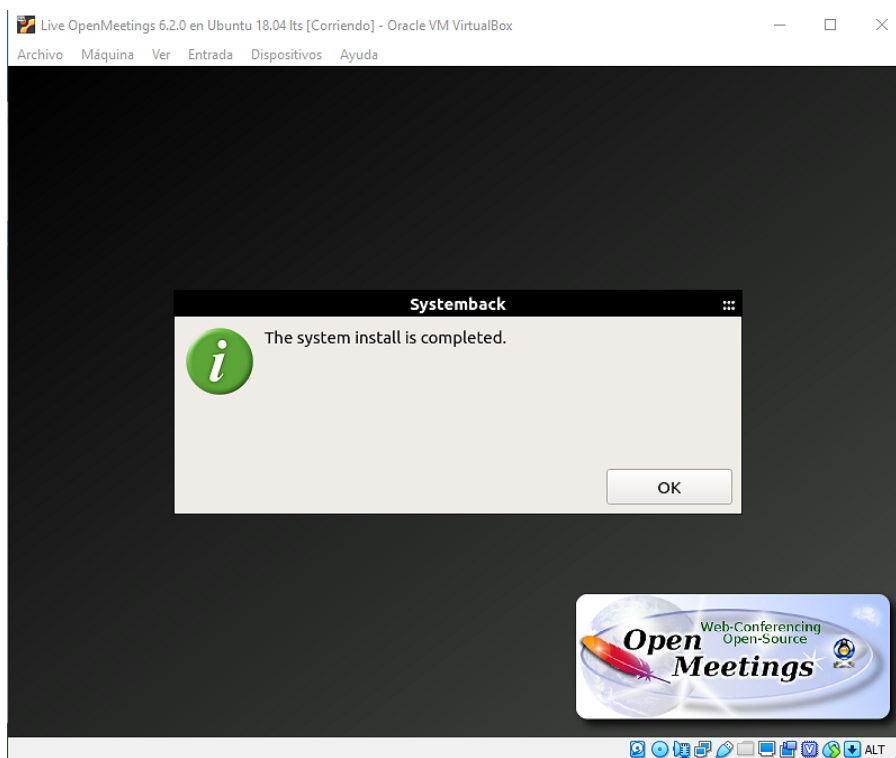 Live OpenMeetings 6.2.0 en Ubuntu 18.04 lts [Corriendo] - Oracle VM VirtualBox
Archivo Máquina Ver Entrada Dispositivos Ayuda
Systemback
The system install is completed.
OK
Web-Conferencing
Open-Source
Open
Meetings
ALT